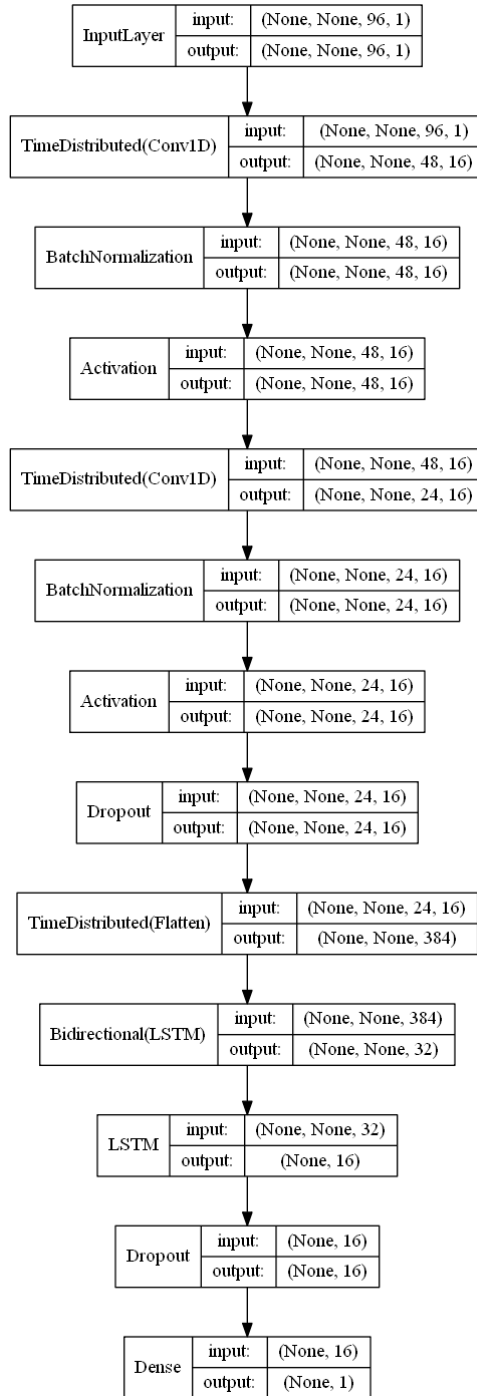 InputLayer
input: (None, None, 96, 1)
output: (None, None, 96, 1)
TimeDistributed(Conv1D)
input: (None, None, 96, 1)
output: (None, None, 48, 16)
BatchNormalization
input: (None, None, 48, 16)
output: (None, None, 48, 16)
Activation
input: (None, None, 48, 16)
output: (None, None, 48, 16)
TimeDistributed(Conv1D)
input: (None, None, 48, 16)
output: (None, None, 24, 16)
BatchNormalization
input: (None, None, 24, 16)
output: (None, None, 24, 16)
Activation
input: (None, None, 24, 16)
output: (None, None, 24, 16)
Dropout
input: (None, None, 24, 16)
output: (None, None, 24, 16)
TimeDistributed(Flatten)
input: (None, None, 24, 16)
output: (None, None, 384)
Bidirectional(LSTM)
input: (None, None, 384)
output: (None, None, 32)
LSTM
input: (None, None, 32)
output: (None, 16)
Dropout
input: (None, 16)
output: (None, 16)
Dense
input: (None, 16)
output: (None, 1)